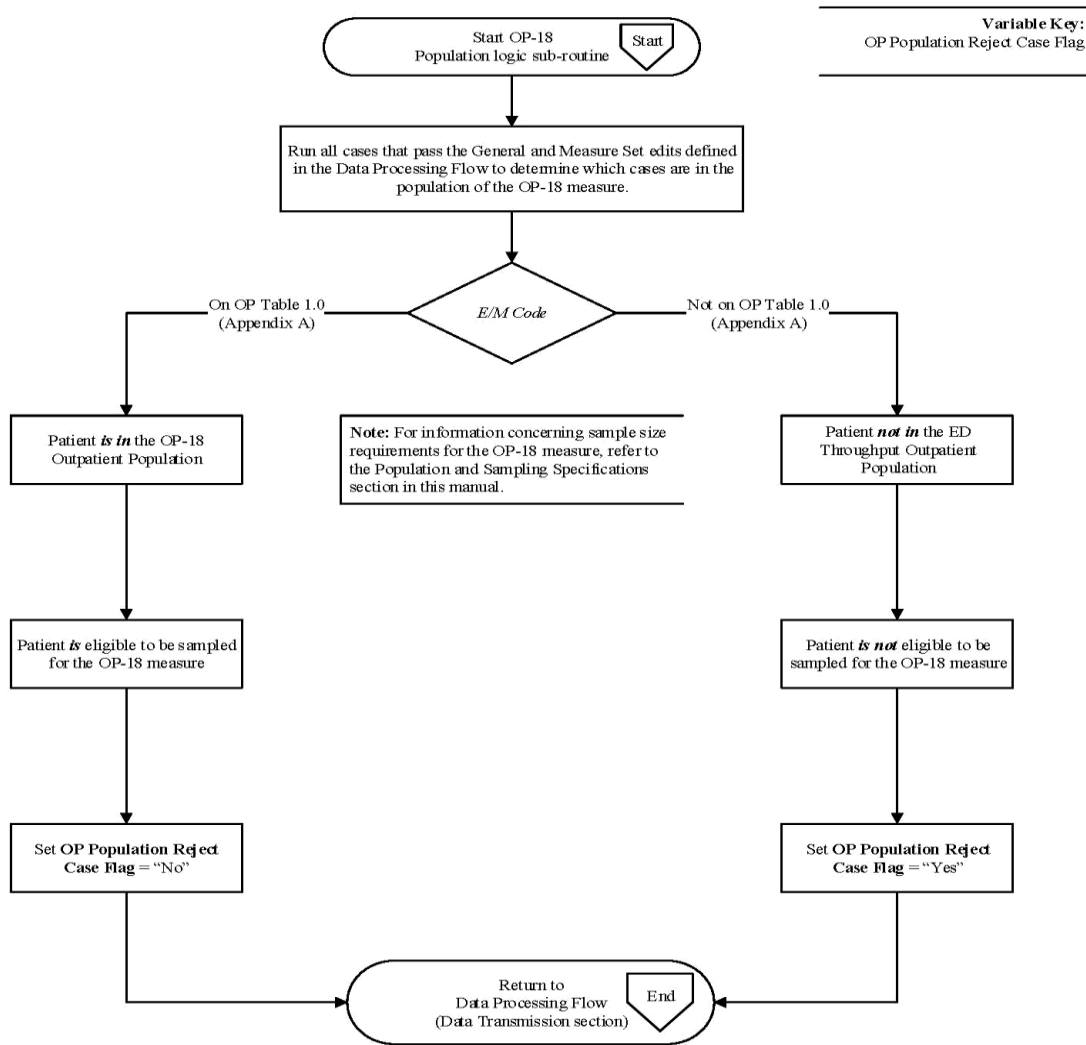 Start OP-18
Population logic sub-routine
Start
Variable Key:
OP Population Reject Case Flag
Run all cases that pass the General and Measure Set edits defined
in the Data Processing Flow to determine which cases are in the
population of the OP-18 measure.
On OP Table 1.0
(Appendix A)
E/M Code
Not on OP Table 1.0
(Appendix A)
Patient is in the OP-18
Outpatient Population
Note: For information concerning sample size
requirements for the OP-18 measure, refer to
the Population and Sampling Specifications
section in this manual.
Patient not in the ED
Throughput Outpatient
Population
Patient is eligible to be sampled
for the OP-18 measure
Patient is not eligible to be
sampled for the OP-18 measure
Set OP Population Reject
Case Flag = “No”
Set OP Population Reject
Case Flag = “Yes”
Return to
Data Processing Flow
(Data Transmission section)
End